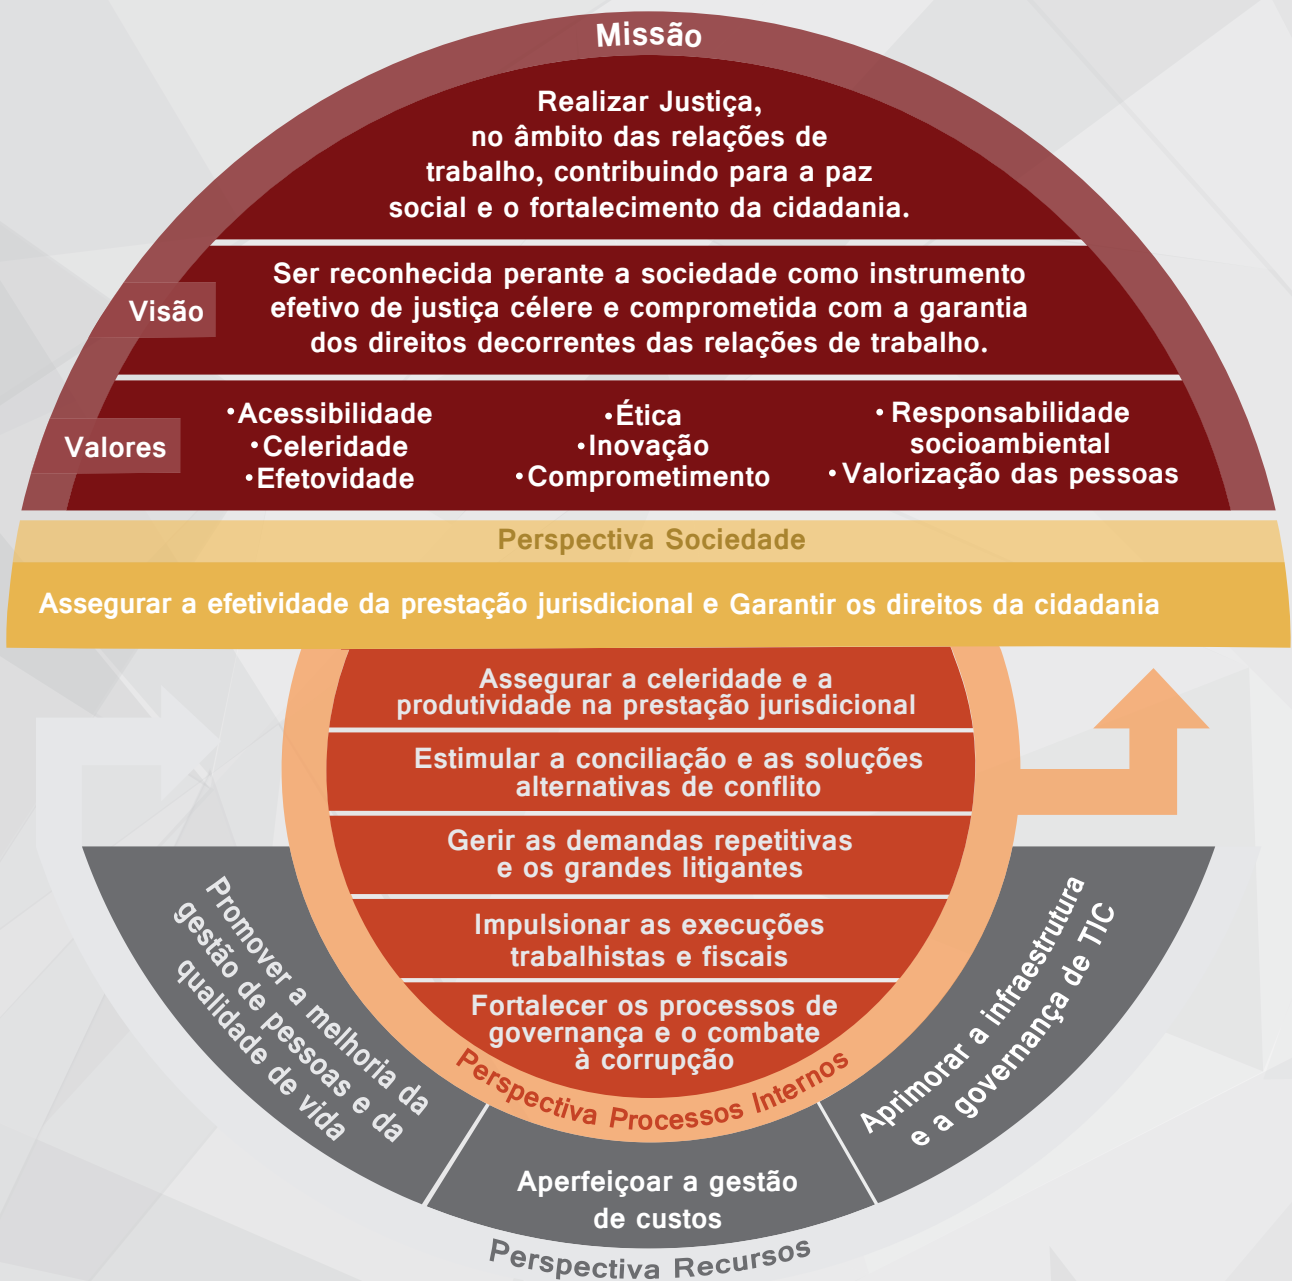 Missão
Realizar Justiça,
no âmbito das relações de
trabalho, contribuindo para a paz
social e o fortalecimento da cidadania.
Visão
Ser reconhecida perante a sociedade como instrumento
efetivo de justiça célere e comprometida com a garantia
dos direitos decorrentes das relações de trabalho.
Valores
•Acessibilidade
•Celeridade
•Efetovidade
•Ética
•Inovação
•Comprometimento
• Responsabilidade
socioambiental
• Valorização das pessoas
Perspectiva Sociedade
Assegurar a efetividade da prestação jurisdicional e Garantir os direitos da cidadania
Assegurar a celeridade e a
produtividade na prestação jurisdicional
Estimular a conciliação e as soluções
alternativas de conflito
Gerir as demandas repetitivas
e os grandes litigantes
Impulsionar as execuções
trabalhistas e fiscais
Fortalecer os processos de
governança e o combate
à corrupção
Perspectiva Processos Internos
Promover a melhoria da
gestão de pessoas e da
qualidade de vida
Aperfeiçoar a gestão
de custos
Aprimorar a infraestrutura
e a governança de TIC
Perspectiva Recursos